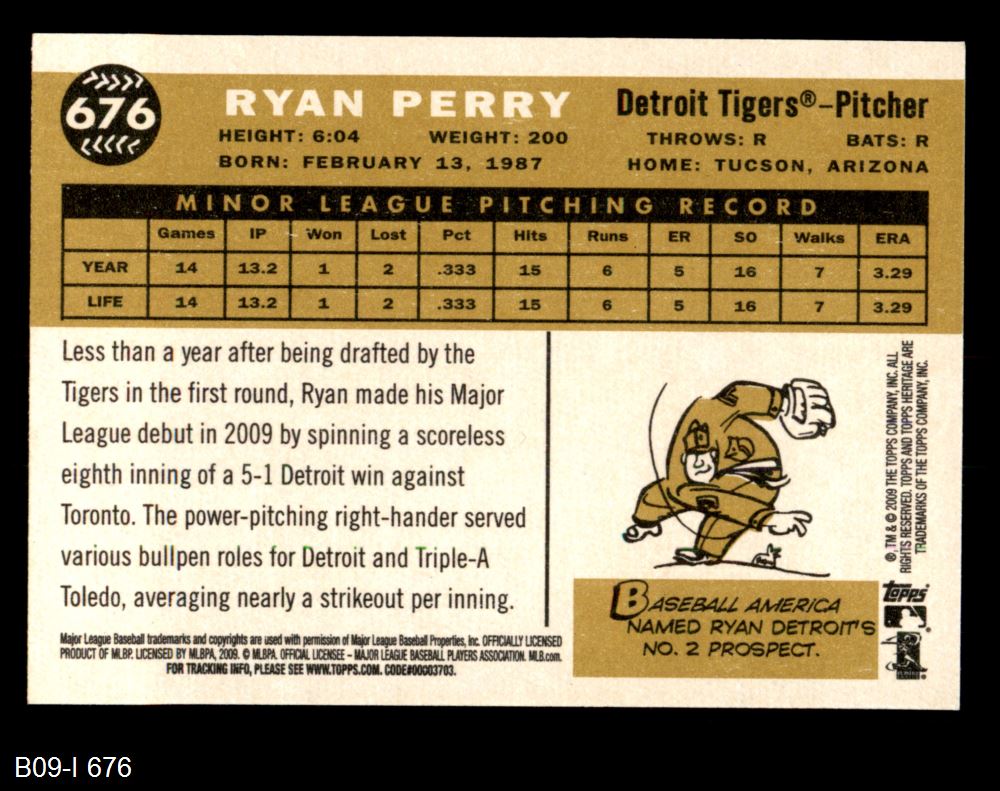 676
RYAN PERRY
Detroit Tigers®–Pitcher
HEIGHT: 6:04 WEIGHT: 200 THROWS: R BATS: R
BORN: FEBRUARY 13, 1987 HOME: TUCSON, ARIZONA
MINOR LEAGUE PITCHING RECORD
Games IP Won Lost Pct Hits Runs ER SO Walks ERA
YEAR 14 13.2 1 2 .333 15 6 5 16 7 3.29
LIFE 14 13.2 1 2 .333 15 6 5 16 7 3.29
Less than a year after being drafted by the
Tigers in the first round, Ryan made his Major
League debut in 2009 by spinning a scoreless
eighth inning of a 5-1 Detroit win against
Toronto. The power-pitching right-hander served
various bullpen roles for Detroit and Triple-A
Toledo, averaging nearly a strikeout per inning.
Major League Baseball trademarks and copyrights are used with permission of Major League Baseball Properties, Inc. OFFICIALLY LICENSED
PRODUCT OF MLBP. LICENSED BY MLBPA, 2009. © MLBPA. OFFICIAL LICENSEE – MAJOR LEAGUE BASEBALL PLAYERS ASSOCIATION. MLB.com.
FOR TRACKING INFO, PLEASE SEE WWW.TOPPS.COM. CODE#00C03703.
BASEBALL AMERICA
NAMED RYAN DETROIT'S
NO. 2 PROSPECT.
®, TM & © 2009 THE TOPPS COMPANY, INC. ALL
RIGHTS RESERVED. TOPPS AND TOPPS HERITAGE ARE
TRADEMARKS OF THE TOPPS COMPANY, INC.
Topps
B09-I 676